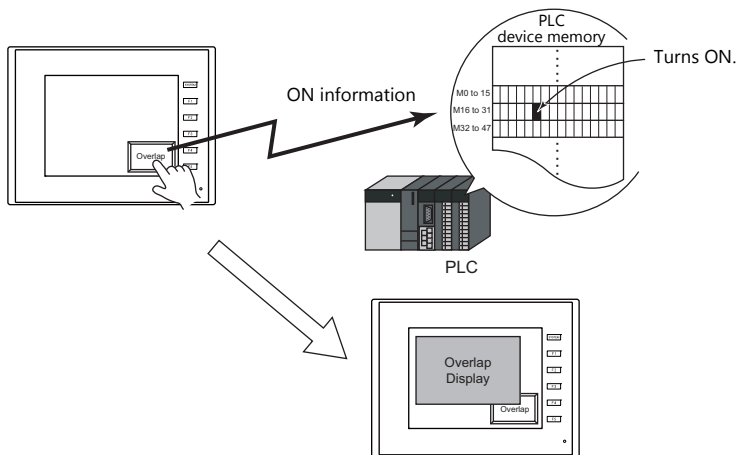 PLC
device memory
Turns ON.
M0 to 15
M16 to 31
M32 to 47
ON information
Overlap
PLC
Overlap
Display
Overlap